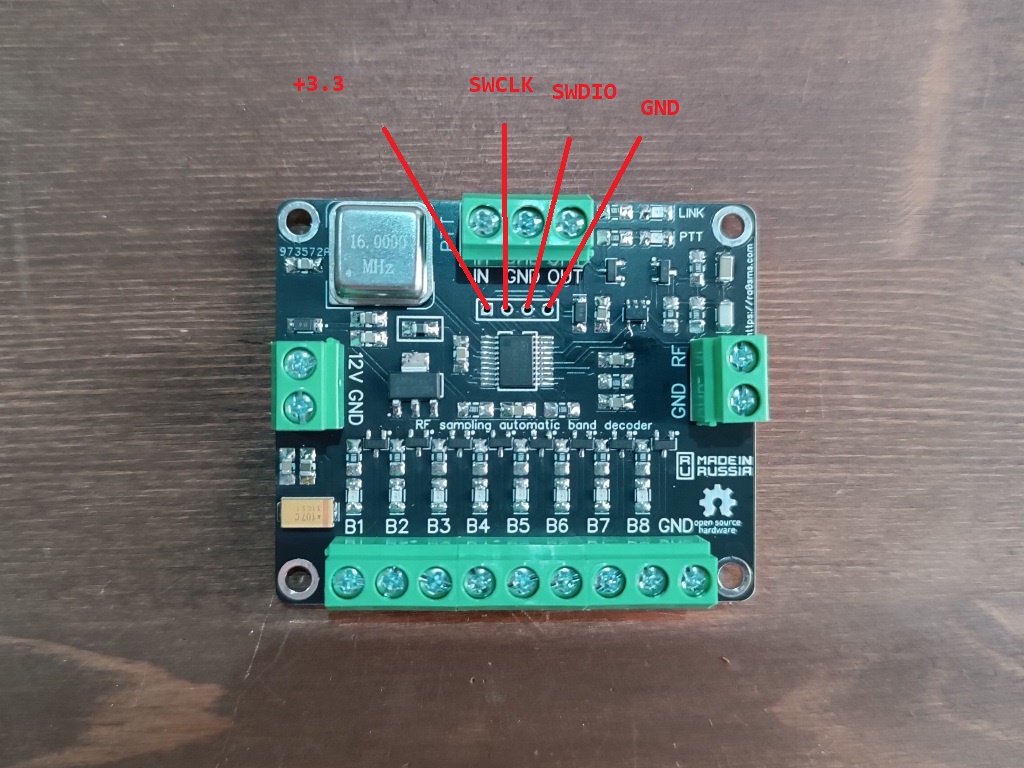 +3.3
SWCLK
SWDIO
GND
LINK
PTT
16.0000
MHz
IN GND OUT
https://ra0sma.com
12V GND
RF
GND
RF sampling automatic band decoder
MADE IN
RUSSIA
B1 B2 B3 B4 B5 B6 B7 B8 GND
open source
hardware
107C